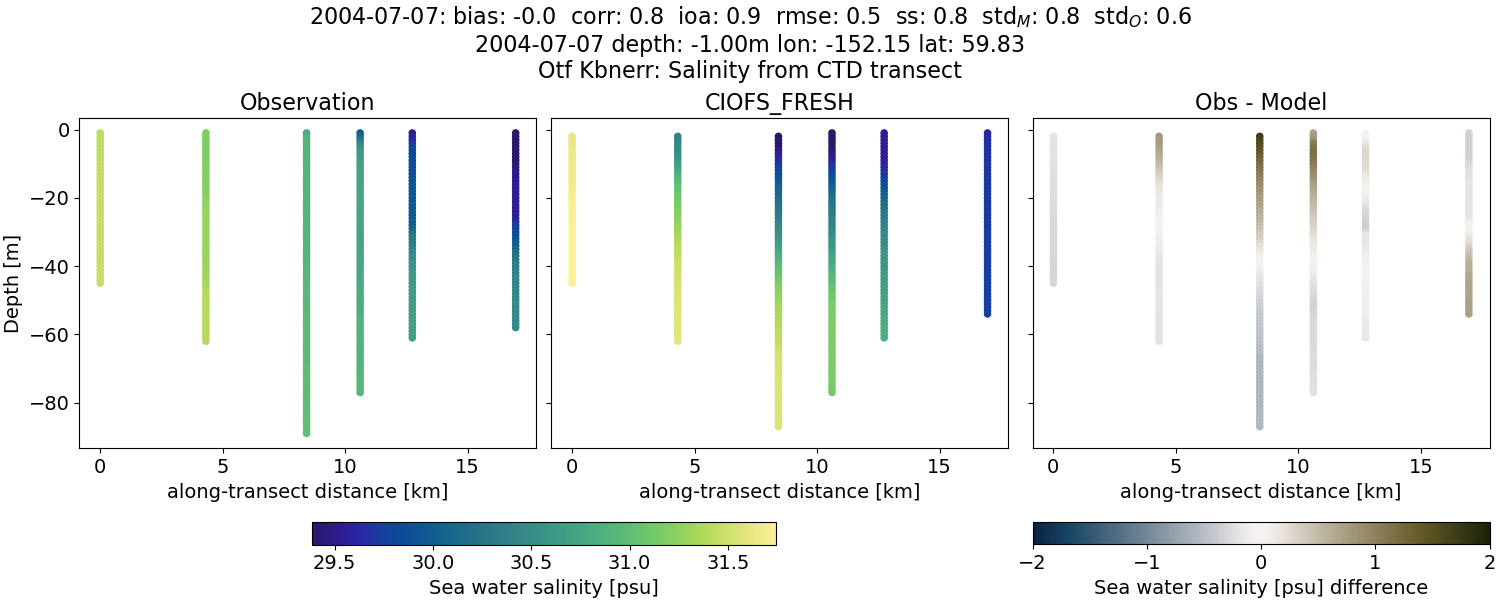 2004-07-07: bias: -0.0 corr: 0.8 ioa: 0.9 rmse: 0.5 ss: 0.8 std_M: 0.8 std_O: 0.6
2004-07-07 depth: -1.00m lon: -152.15 lat: 59.83
Otf Kbnerr: Salinity from CTD transect
Observation
CIOFS_FRESH
Obs - Model
Depth [m]
0
−20
−40
−60
−80
0 5 10 15
0 5 10 15
0 5 10 15
along-transect distance [km]
along-transect distance [km]
along-transect distance [km]
29.5 30.0 30.5 31.0 31.5
Sea water salinity [psu]
−2 −1 0 1 2
Sea water salinity [psu] difference